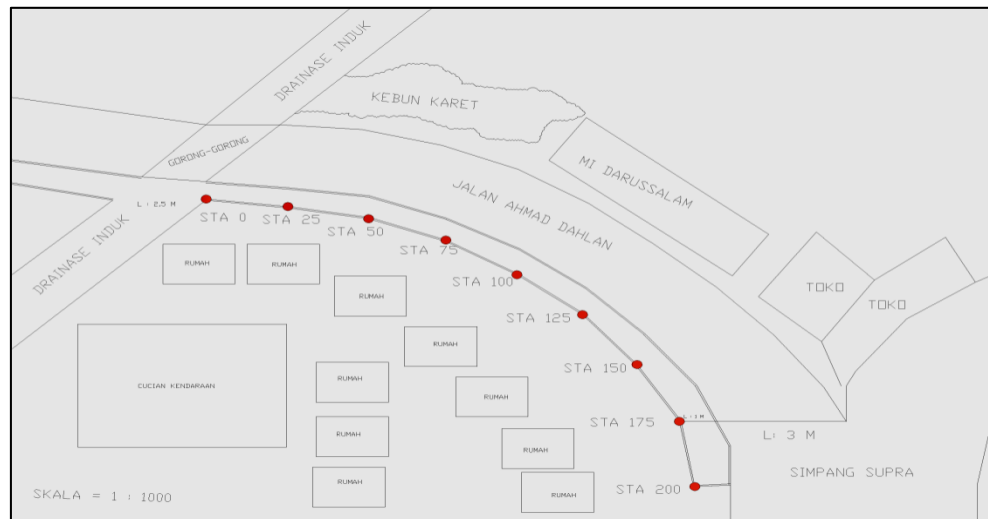 DRAINASE INDUK
KEBUN KARET
GORONG-GORONG
MI DARUSSALAM
JALAN AHMAD DAHLAN
L : 2.5 M
STA 0
STA 25
STA 50
STA 75
STA 100
STA 125
STA 150
STA 175
STA 200
DRAINASE INDUK
RUMAH
RUMAH
RUMAH
RUMAH
RUMAH
RUMAH
RUMAH
RUMAH
RUMAH
RUMAH
CUCIAN KENDARAAN
TOKO
TOKO
L : 1 M
L: 3 M
SIMPANG SUPRA
SKALA = 1 : 1000